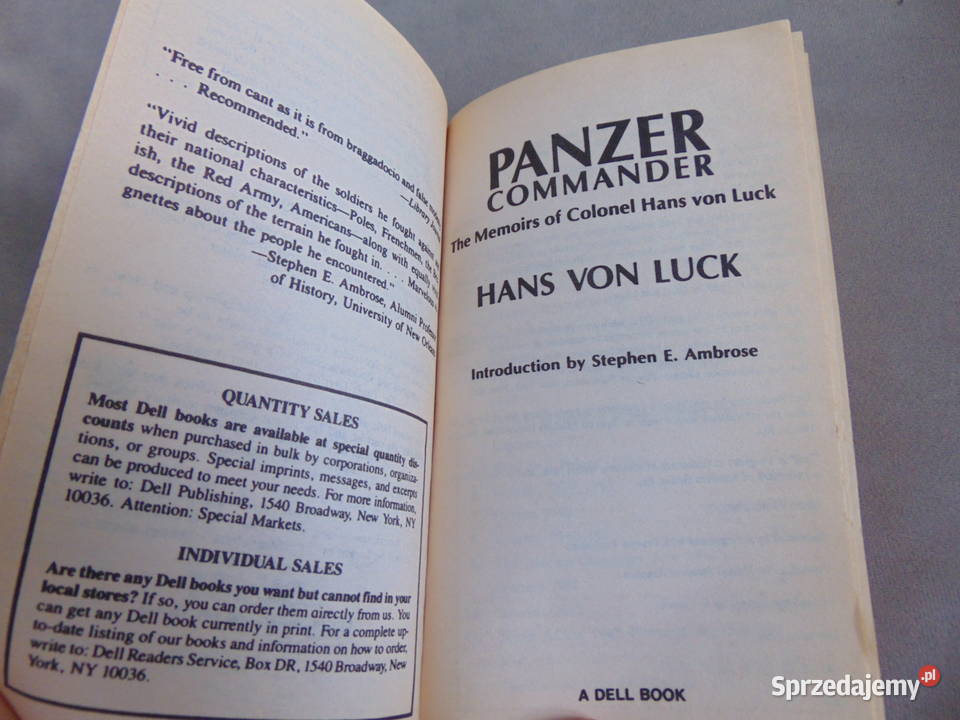 "Free from cant as it is from braggadocio and false
. . . Recommended."
—Library
"Vivid descriptions of the soldiers he fought against
their national characteristics—Poles, Frenchmen, the
ish, the Red Army, Americans—along with equally
descriptions of the terrain he fought in. . . . Marvelous
gnettes about the people he encountered."
—Stephen E. Ambrose, Alumni Professor
of History, University of New
QUANTITY SALES
Most Dell books are available at special quantity dis-
counts when purchased in bulk by corporations, organiza-
tions, or groups. Special imprints, messages, and excerpts
can be produced to meet your needs. For more information,
write to: Dell Publishing, 1540 Broadway, New York, NY
10036. Attention: Special Markets.
INDIVIDUAL SALES
Are there any Dell books you want but cannot find in your
local stores? If so, you can order them directly from us. You
can get any Dell book currently in print. For a complete up-
to-date listing of our books and information on how to order,
write to: Dell Readers Service, Box DR, 1540 Broadway, New
York, NY 10036.
PANZER
COMMANDER
The Memoirs of Colonel Hans von Luck
HANS VON LUCK
Introduction by Stephen E. Ambrose
A DELL BOOK
Sprzedajemy.pl